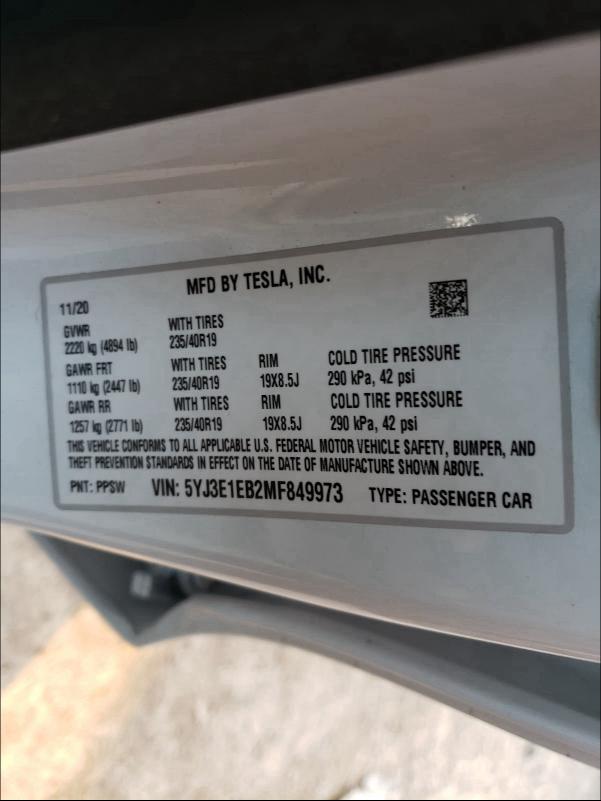 MFD BY TESLA, INC.
11/20
GVWR WITH TIRES
2220 kg (4894 lb) 235/40R19
GAWR FRT WITH TIRES RIM COLD TIRE PRESSURE
1110 kg (2447 lb) 235/40R19 19X8.5J 290 kPa, 42 psi
GAWR RR WITH TIRES RIM COLD TIRE PRESSURE
1257 kg (2771 lb) 235/40R19 19X8.5J 290 kPa, 42 psi
THIS VEHICLE CONFORMS TO ALL APPLICABLE U.S. FEDERAL MOTOR VEHICLE SAFETY, BUMPER, AND
THEFT PREVENTION STANDARDS IN EFFECT ON THE DATE OF MANUFACTURE SHOWN ABOVE.
PNT: PPSW VIN: 5YJ3E1EB2MF849973 TYPE: PASSENGER CAR